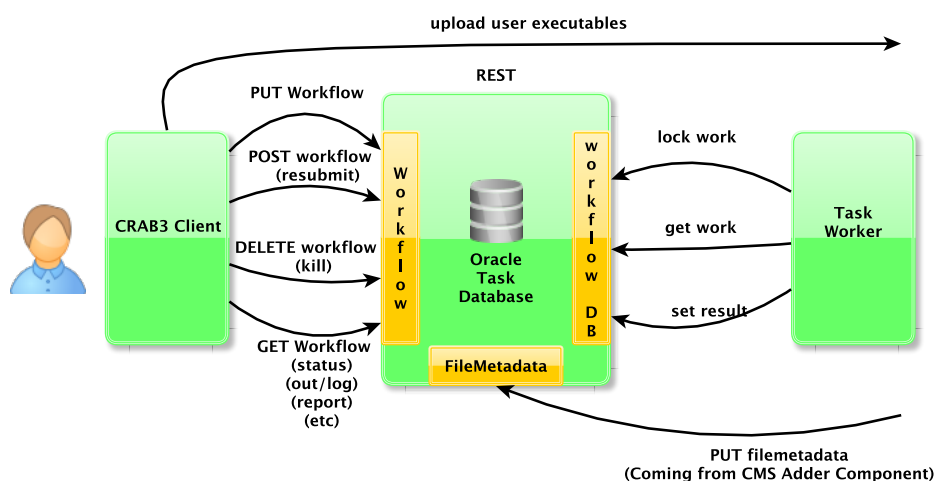 upload user executables
REST
PUT Workflow
POST workflow
(resubmit)
DELETE workflow
(kill)
GET Workflow
(status)
(out/log)
(report)
(etc)
CRAB3 Client
Workflow
Oracle
Task
Database
workflow DB
FileMetadata
lock work
get work
set result
Task
Worker
PUT filemetadata
(Coming from CMS Adder Component)